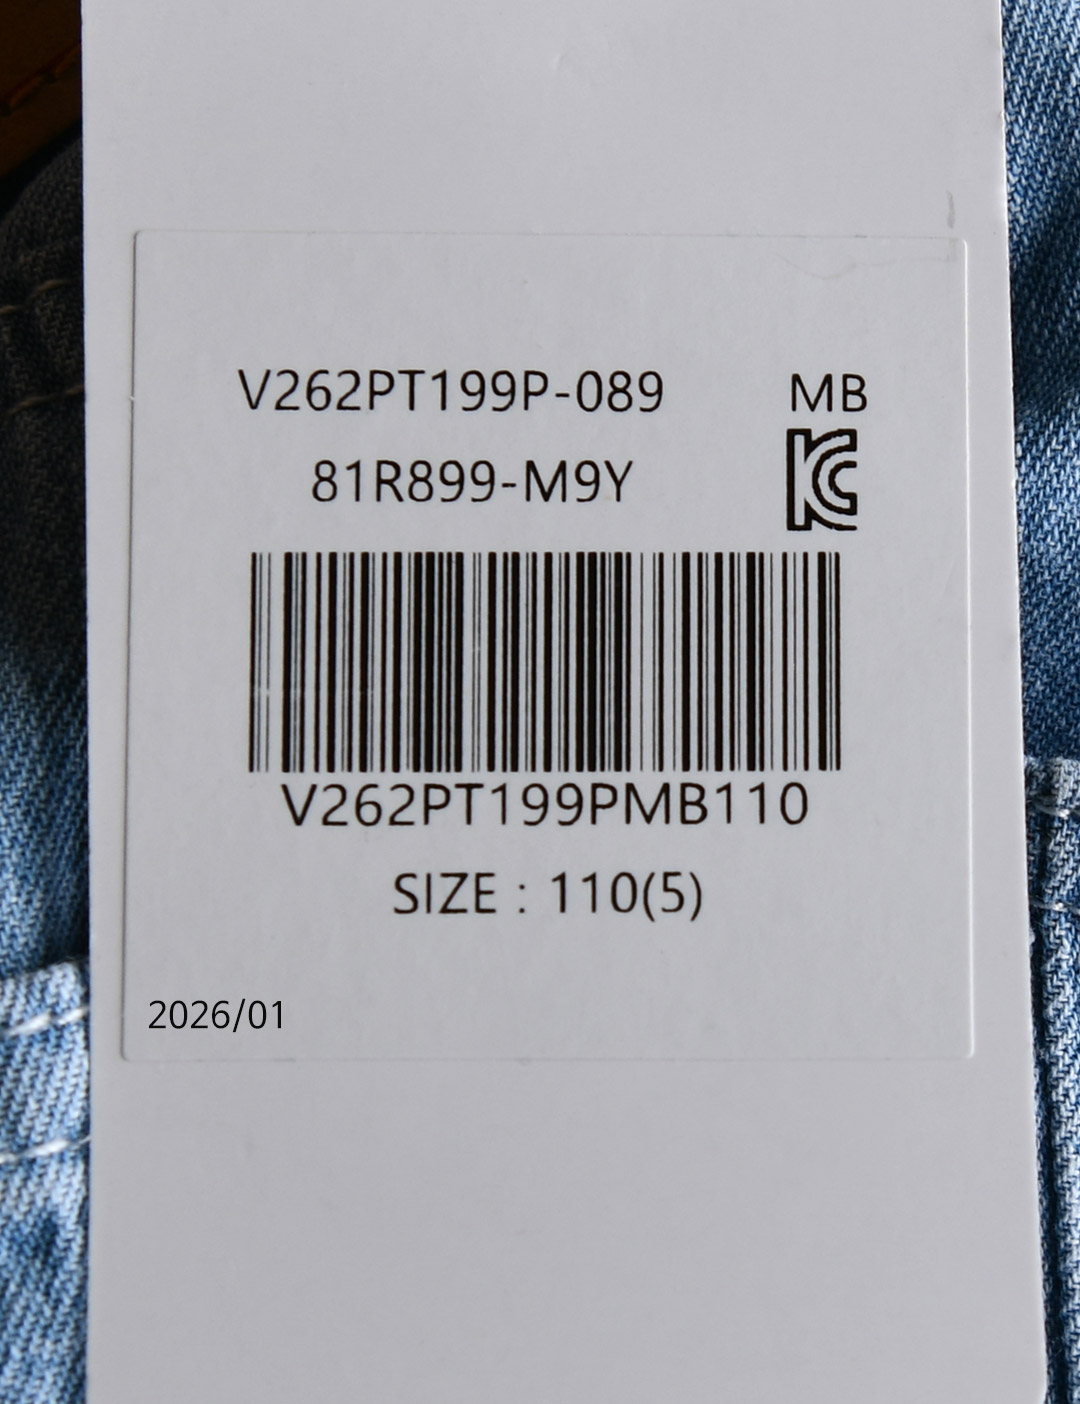 V262PT199P-089 MB
81R899-M9Y
V262PT199PMB110
SIZE : 110(5)
2026/01